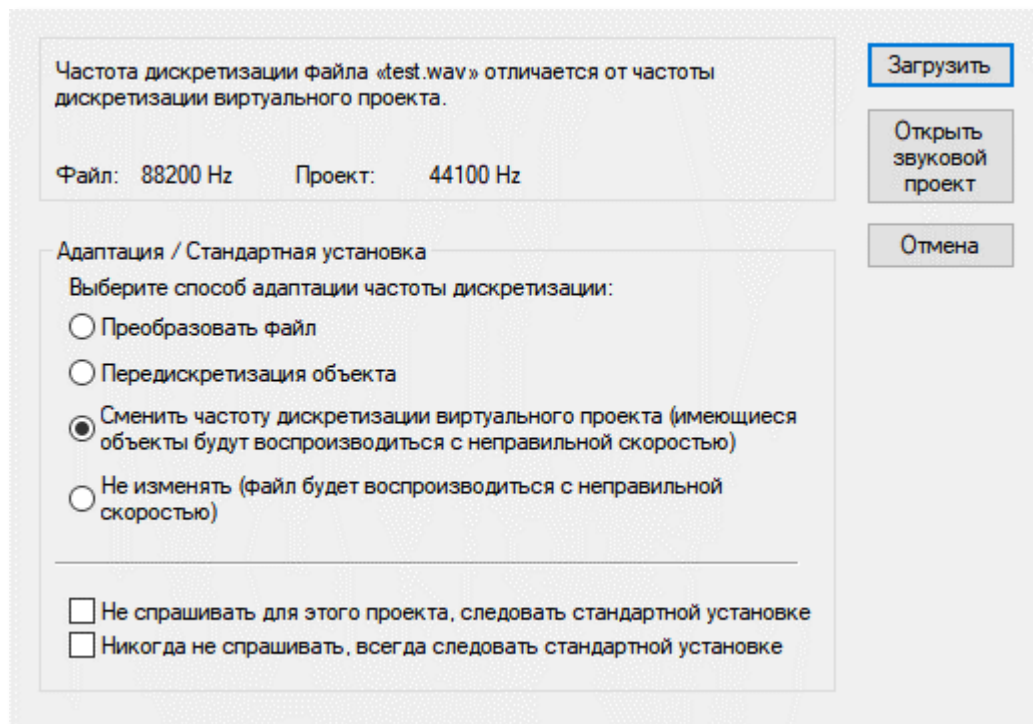 Частота дискретизации файла «test.wav» отличается от частоты
дискретизации виртуального проекта.
Файл: 88200 Hz Проект: 44100 Hz
Загрузить
Открыть
звуковой
проект
Отмена
Адаптация / Стандартная установка
Выберите способ адаптации частоты дискретизации:
Преобразовать файл
Передискретизация объекта
Сменить частоту дискретизации виртуального проекта (имеющиеся
объекты будут воспроизводиться с неправильной скоростью)
Не изменять (файл будет воспроизводиться с неправильной
скоростью)
Не спрашивать для этого проекта, следовать стандартной установке
Никогда не спрашивать, всегда следовать стандартной установке